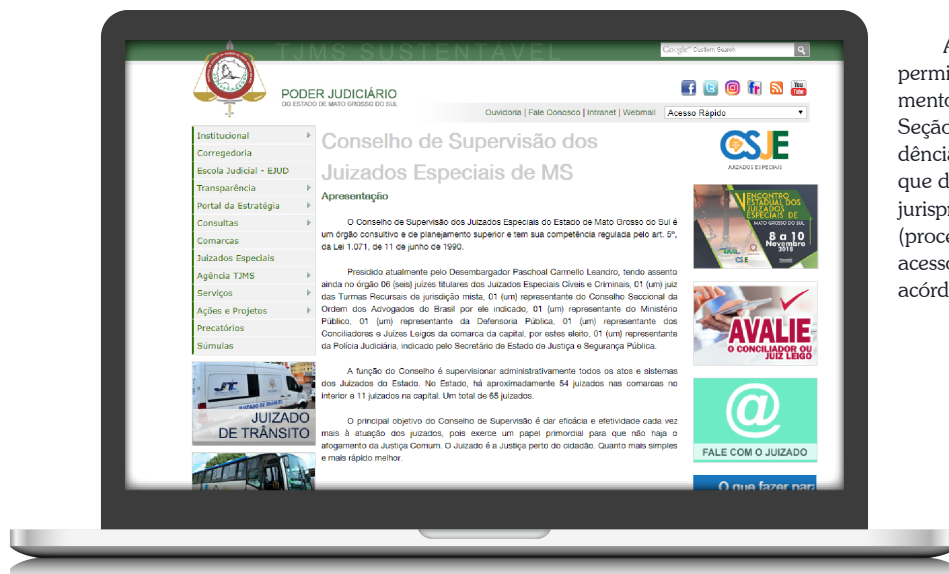 TJMS SUSTENTÁVEL
Google Custom Search
PODER JUDICIÁRIO
DO ESTADO DE MATO GROSSO DO SUL
Ouvidoria | Fale Conosco | Intranet | Webmail
Acesso Rápido
Institucional
Corregedoria
Escola Judicial - EJUD
Transparência
Portal da Estratégia
Consultas
Comarcas
Juizados Especiais
Agência TJMS
Serviços
Ações e Projetos
Precatórios
Súmulas
JUIZADO DE TRÂNSITO
JUIZADO
DE TRÂNSITO
Conselho de Supervisão dos
Juizados Especiais de MS
Apresentação
O Conselho de Supervisão dos Juizados Especiais do Estado de Mato Grosso do Sul é
um órgão consultivo e de planejamento superior e tem sua competência regulada pelo art. 5º,
da Lei 1.071, de 11 de junho de 1990.
Presidido atualmente pelo Desembargador Paschoal Carmello Leandro, tendo assento
ainda no órgão 06 (seis) juízes titulares dos Juizados Especiais Cíveis e Criminais, 01 (um) juiz
das Turmas Recursais de jurisdição mista, 01 (um) representante do Conselho Seccional da
Ordem dos Advogados do Brasil por ele indicado, 01 (um) representante do Ministério
Público, 01 (um) representante da Defensoria Pública, 01 (um) representante dos
Conciliadores e Juízes Leigos da comarca da capital, por estes eleito, 01 (um) representante
da Polícia Judiciária, indicado pelo Secretário de Estado de Justiça e Segurança Pública.
A função do Conselho é supervisionar administrativamente todos os atos e sistemas
dos Juizados do Estado. No Estado, há aproximadamente 54 juizados nas comarcas no
interior e 11 juizados na capital. Um total de 65 juizados.
O principal objetivo do Conselho de Supervisão é dar eficácia e efetividade cada vez
mais à atuação dos juizados, pois exerce um papel primordial para que não haja o
afogamento da Justiça Comum. O Juizado é a Justiça perto do cidadão. Quanto mais simples
e mais rápido melhor.
CSJE
JUIZADOS ESPECIAIS
V ENCONTRO
ESTADUAL DOS
JUIZADOS
ESPECIAIS DE
MATO GROSSO DO SUL
8 a 10
Novembro
2018
CSJE
AVALIE
O CONCILIADOR OU
JUIZ LEIGO
@
FALE COM O JUIZADO
O que fazer par
A
permi
mento
Seção
dência
que d
jurispr
(proce
acesso
acórd